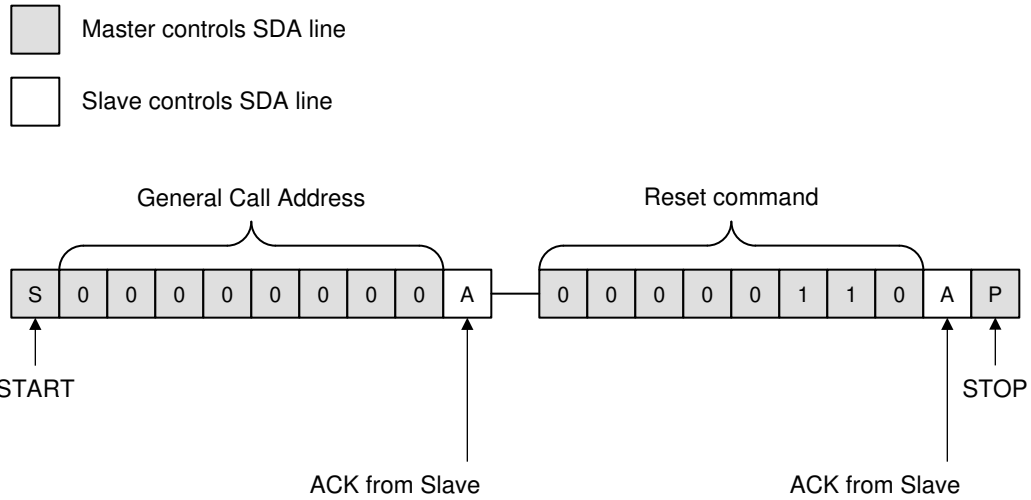 Master controls SDA line
Slave controls SDA line
General Call Address Reset command
S 0 0 0 0 0 0 0 0 A 0 0 0 0 0 1 1 0 A P
START STOP
ACK from Slave ACK from Slave